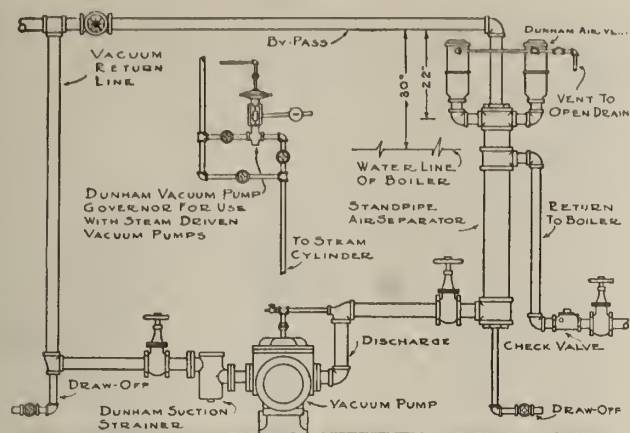 DUNHAM AIR VL...
BY-PASS
VACUUM
RETURN
LINE
30"
22"
VENT TO
OPEN DRAIN
WATER LINE
OF BOILER
DUNHAM VACUUM PUMP
GOVERNOR FOR USE
WITH STEAM DRIVEN
VACUUM PUMPS
STANDPIPE
AIR SEPARATOR
RETURN
TO BOILER
TO STEAM
CYLINDER
DISCHARGE
CHECK VALVE
DRAW-OFF
DUNHAM SUCTION
STRAINER
VACUUM PUMP
DRAW-OFF